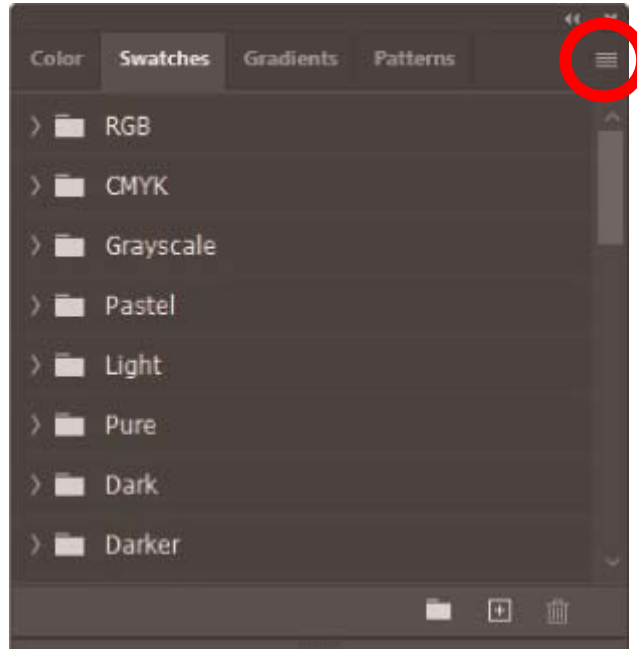 Color Swatches Gradients Patterns
RGB
CMYK
Grayscale
Pastel
Light
Pure
Dark
Darker